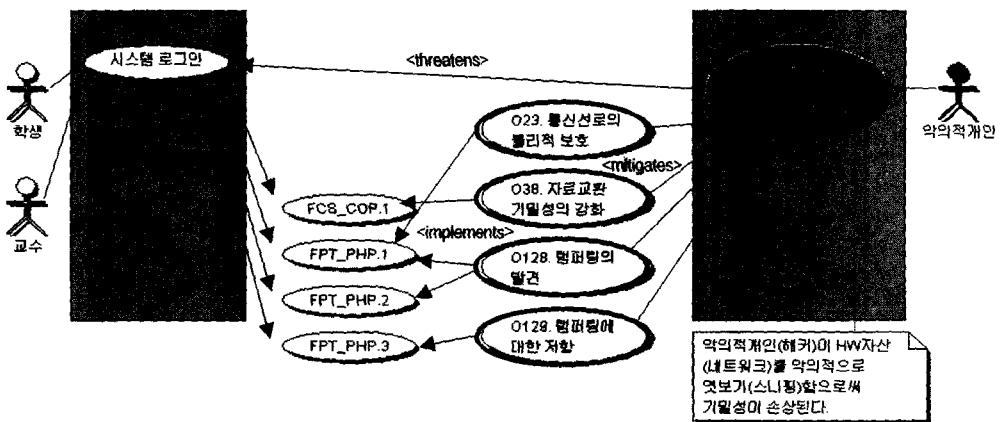 시스템 로그인
<threatens>
학생
악의적개인
O23. 통신선로의
물리적 보호
<mitigates>
O38. 자료교환
기밀성의 강화
FCS_COP.1
교수
<implements>
FPT_PHP.1
O128. 탬퍼링의
발견
FPT_PHP.2
O129. 탬퍼링에
대한 저항
FPT_PHP.3
악의적개인(해커)이 HW자산
(네트워크)를 악의적으로
엿보기(스니핑)함으로써
기밀성이 손상된다.